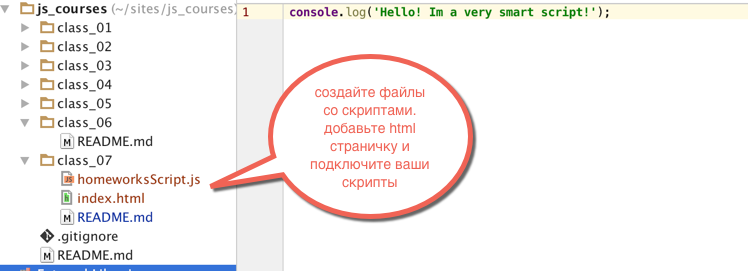 js_courses (~/sites/js_courses)
class_01
class_02
class_03
class_04
class_05
class_06
README.md
class_07
homeworksScript.js
index.html
README.md
.gitignore
README.md
1 console.log('Hello! Im a very smart script!');
создайте файлы
со скриптами.
добавьте html
страничку и
подключите ваши
скрипты